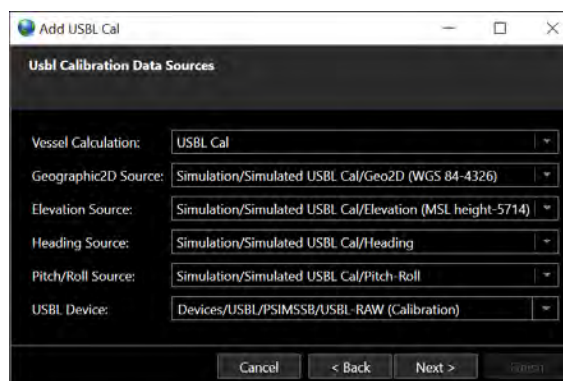 Add USBL Cal
Usbl Calibration Data Sources
Vessel Calculation: USBL Cal
Geographic2D Source: Simulation/Simulated USBL Cal/Geo2D (WGS 84-4326)
Elevation Source: Simulation/Simulated USBL Cal/Elevation (MSL height-5714)
Heading Source: Simulation/Simulated USBL Cal/Heading
Pitch/Roll Source: Simulation/Simulated USBL Cal/Pitch-Roll
USBL Device: Devices/USBL/PSIMSSB/USBL-RAW (Calibration)
Cancel < Back Next >